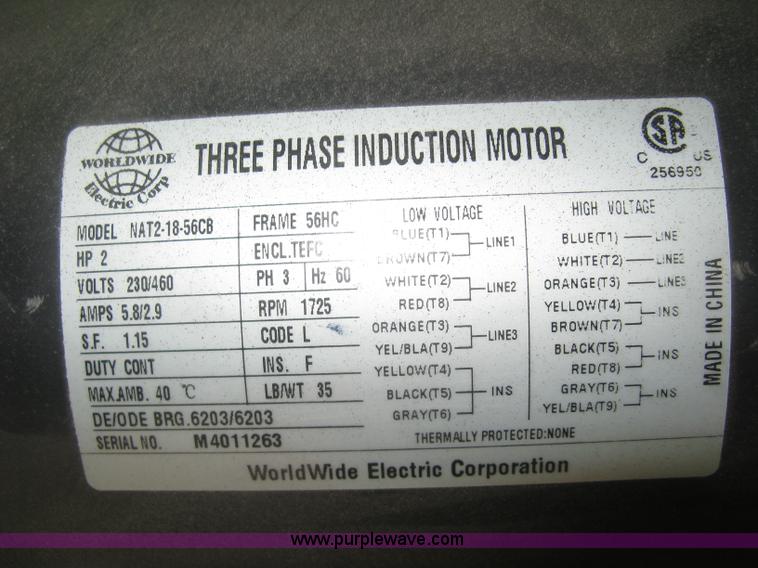 WORLDWIDE
Electric Corp
THREE PHASE INDUCTION MOTOR
SA
C US
256950
MODEL NAT2-18-56CB
FRAME 56HC
HP 2
ENCL.TEFC
VOLTS 230/460
PH 3 Hz 60
AMPS 5.8/2.9
RPM 1725
S.F. 1.15
CODE L
DUTY CONT
INS. F
MAX.AMB. 40 ℃
LB/WT 35
DE/ODE BRG.6203/6203
SERIAL NO. M4011263
LOW VOLTAGE
BLUE(T1)
BROWN(T7) LINE1
WHITE(T2)
RED(T8) LINE2
ORANGE(T3)
YEL/BLA(T9) LINE3
YELLOW(T4)
BLACK(T5) INS
GRAY(T6)
HIGH VOLTAGE
BLUE(T1) LINE
WHITE(T2) LINE2
ORANGE(T3) LINE3
YELLOW(T4)
BROWN(T7) INS
BLACK(T5)
RED(T8) INS
GRAY(T6)
YEL/BLA(T9) INS
THERMALLY PROTECTED:NONE
MADE IN CHINA
WorldWide Electric Corporation
www.purplewave.com